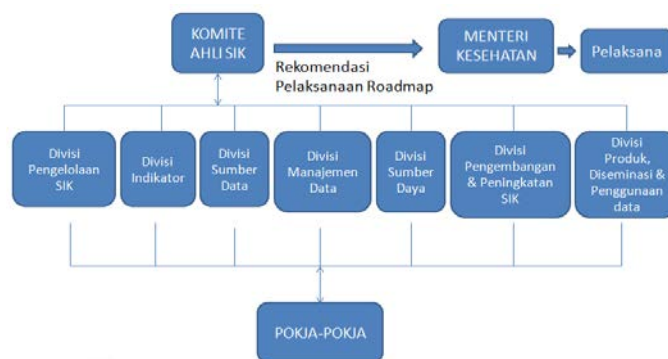 KOMITE
AHLI SIK
Rekomendasi
Pelaksanaan Roadmap
MENTERI
KESEHATAN
Pelaksana
Divisi
Pengelolaan
SIK
Divisi
Indikator
Divisi
Sumber
Data
Divisi
Manajemen
Data
Divisi
Sumber
Daya
Divisi
Pengembangan
& Peningkatan
SIK
Divisi
Produk,
Diseminasi &
Penggunaan
data
POKJA-POKJA